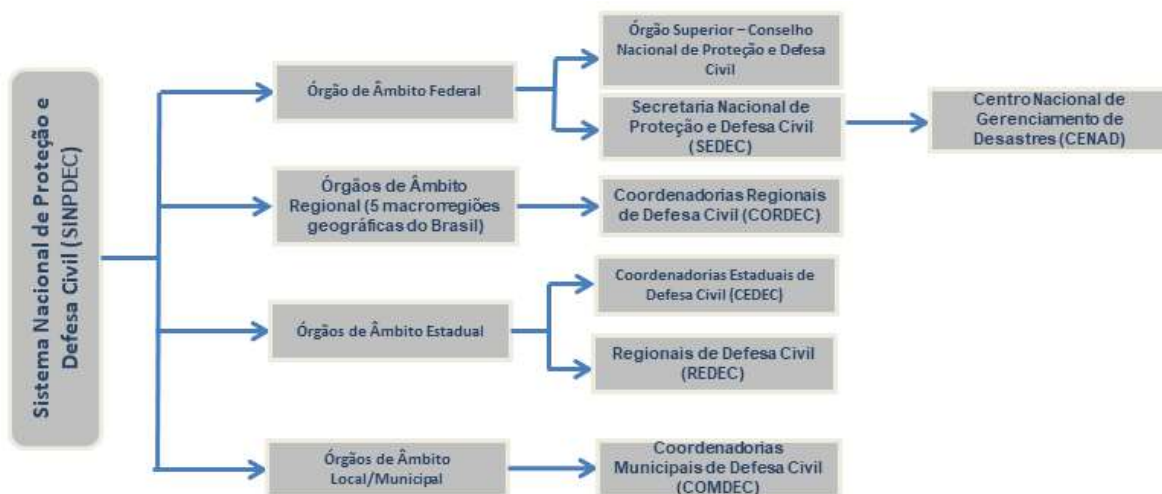 Sistema Nacional de Proteção e
Defesa Civil (SINPDEC)
Órgão de Âmbito Federal
Órgão Superior – Conselho
Nacional de Proteção e Defesa
Civil
Secretaria Nacional de
Proteção e Defesa Civil
(SEDEC)
Centro Nacional de
Gerenciamento de
Desastres (CENAD)
Órgãos de Âmbito
Regional (5 macrorregiões
geográficas do Brasil)
Coordenadorias Regionais
de Defesa Civil (CORDEC)
Órgãos de Âmbito Estadual
Coordenadorias Estaduais de
Defesa Civil (CEDEC)
Regionais de Defesa Civil
(REDEC)
Órgãos de Âmbito
Local/Municipal
Coordenadorias
Municipais de Defesa Civil
(COMDEC)